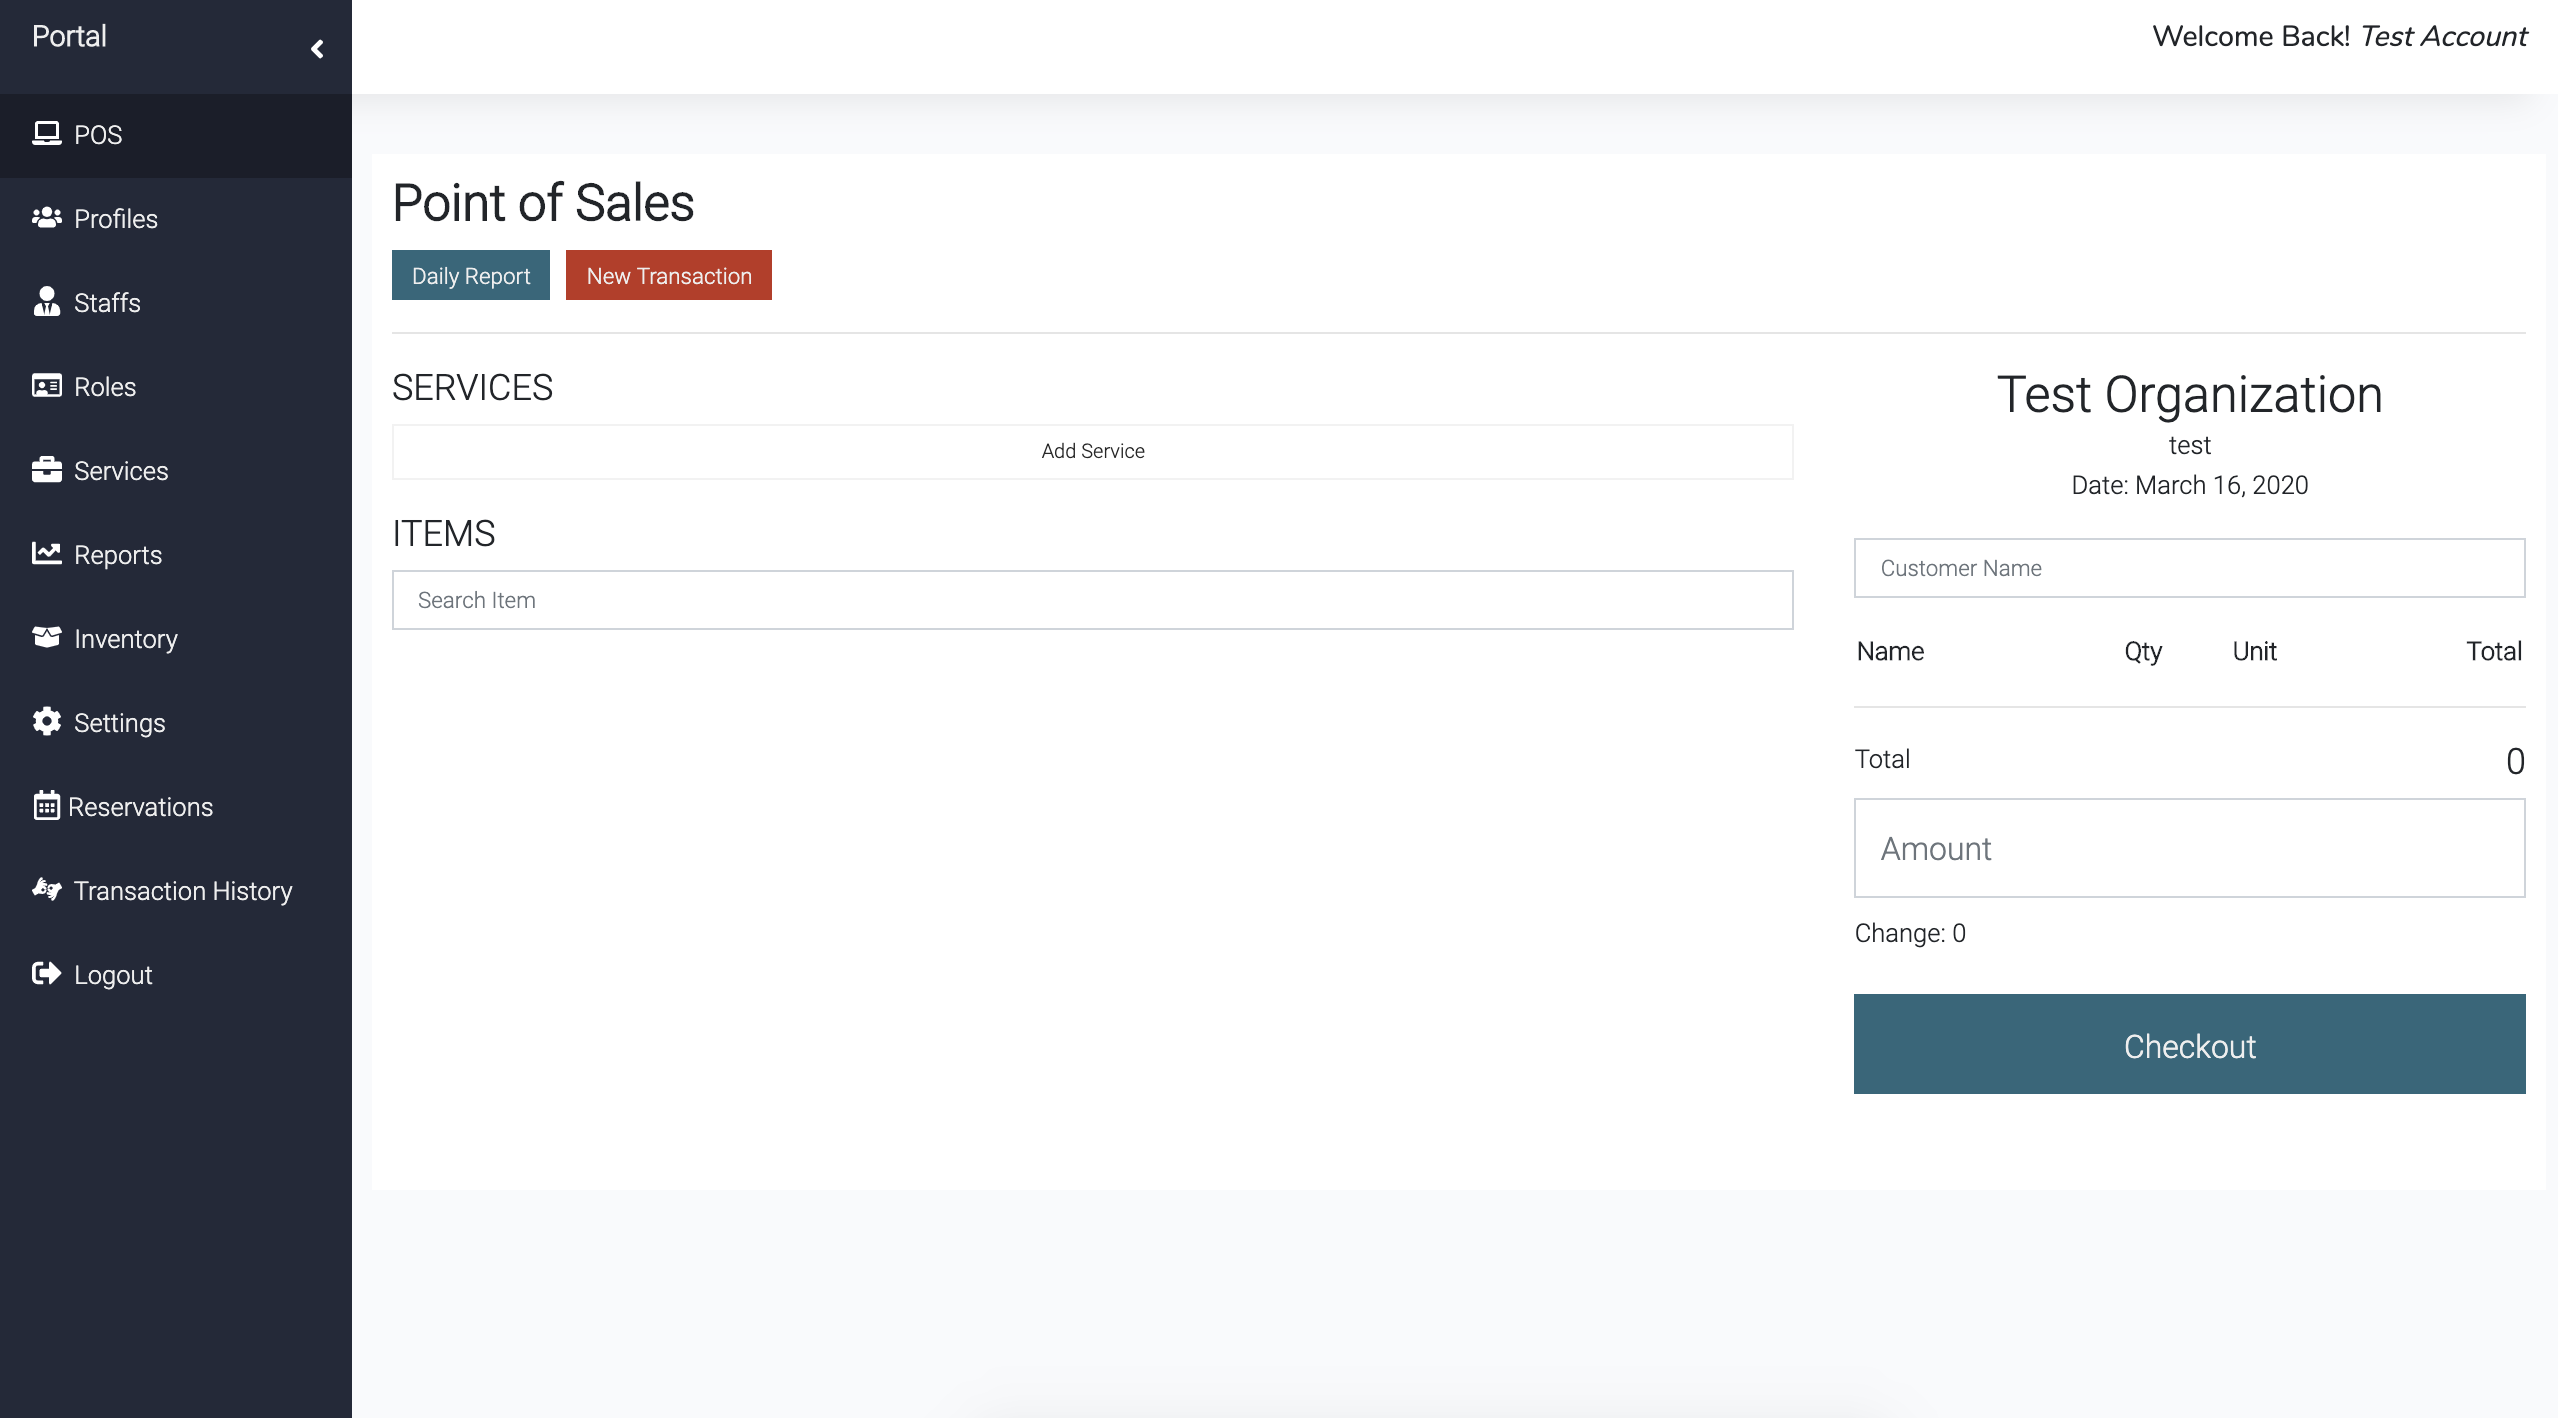 Portal
Welcome Back! Test Account
POS
Profiles
Staffs
Roles
Services
Reports
Inventory
Settings
Reservations
Transaction History
Logout
Point of Sales
Daily Report
New Transaction
SERVICES
Add Service
ITEMS
Search Item
Test Organization
test
Date: March 16, 2020
Customer Name
Name Qty Unit Total
Total 0
Amount
Change: 0
Checkout